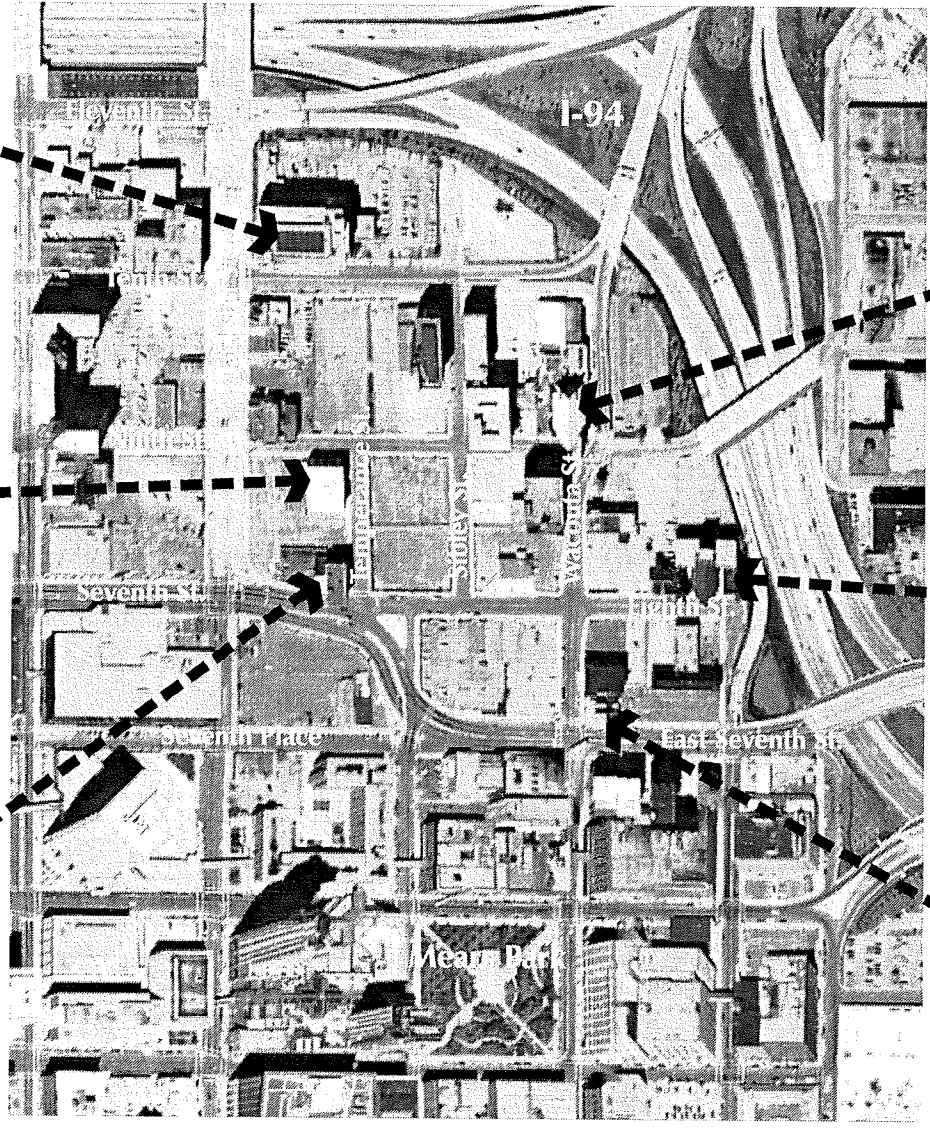 Eleventh St.
I-94
Tenth St.
Ninth St.
Temperance St.
Sibley St.
Wacouta St.
Seventh St.
Eighth St.
Seventh Place
East Seventh St.
Mears Park